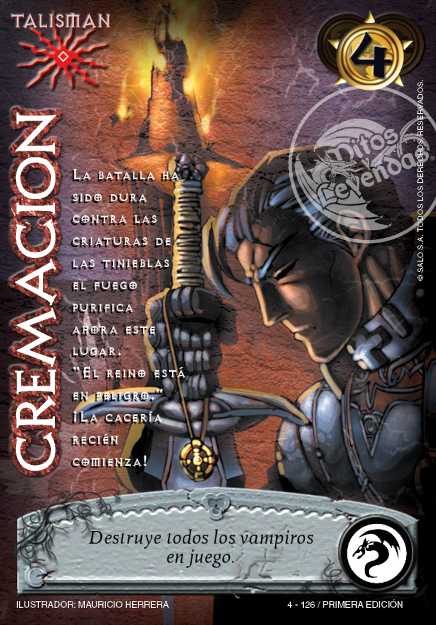 TALISMAN
4
Mitos
Leyendas
CREMACION
LA BATALLA HA
SIDO DURA
CONTRA LAS
CRIATURAS DE
LAS TINIEBLAS
EL FUEGO
PURIFICA
AHORA ESTE
LUGAR.
"EL REINO ESTÁ
EN PELIGRO."
¡LA CACERÍA
RECIÉN
COMIENZA!
© SALO S.A. TODOS LOS DERECHOS RESERVADOS.
Destruye todos los vampiros
en juego.
ILUSTRADOR: MAURICIO HERRERA
4 - 126 / PRIMERA EDICIÓN